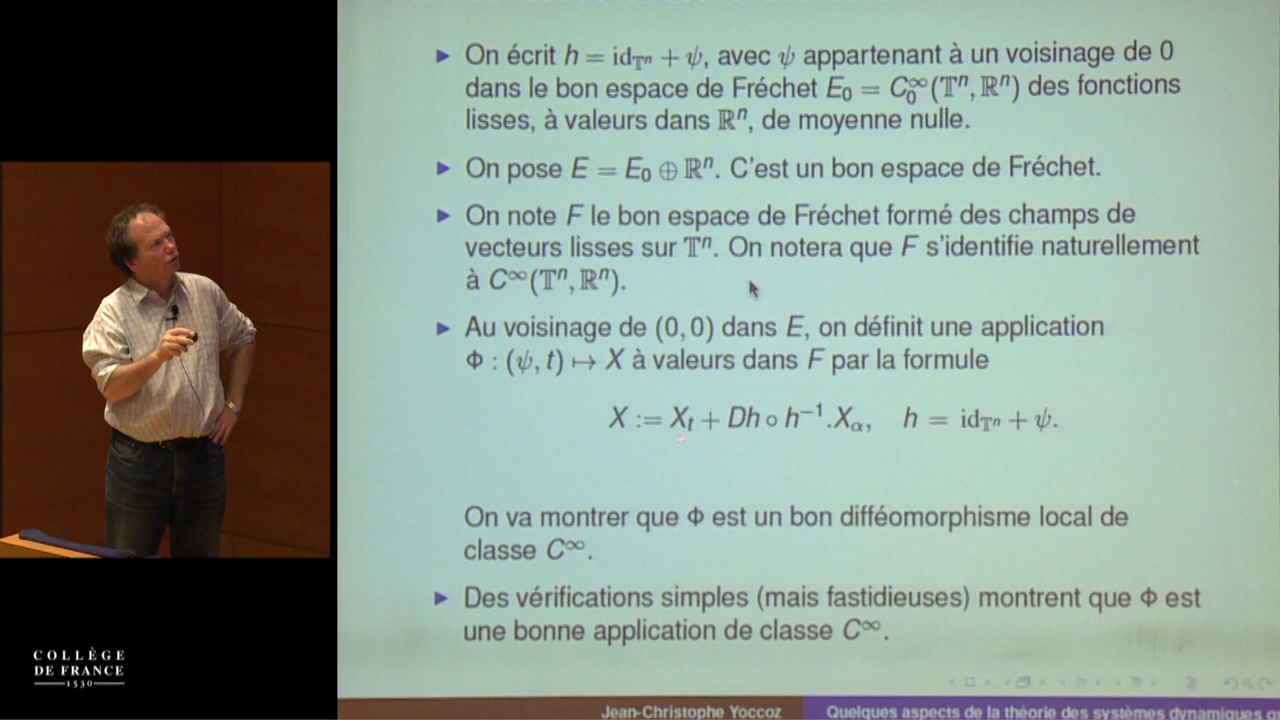 ▶ On écrit h = id_𝕋ⁿ + ψ, avec ψ appartenant à un voisinage de 0
dans le bon espace de Fréchet E₀ = C₀^∞(𝕋ⁿ, ℝⁿ) des fonctions
lisses, à valeurs dans ℝⁿ, de moyenne nulle.
▶ On pose E = E₀ ⊕ ℝⁿ. C'est un bon espace de Fréchet.
▶ On note F le bon espace de Fréchet formé des champs de
vecteurs lisses sur 𝕋ⁿ. On notera que F s'identifie naturellement
à C^∞(𝕋ⁿ, ℝⁿ).
▶ Au voisinage de (0, 0) dans E, on définit une application
Φ : (ψ, t) ↦ X à valeurs dans F par la formule
X := X_t + Dh ∘ h⁻¹.X_α, h = id_𝕋ⁿ + ψ.
On va montrer que Φ est un bon difféomorphisme local de
classe C^∞.
▶ Des vérifications simples (mais fastidieuses) montrent que Φ est
une bonne application de classe C^∞.
Jean-Christophe Yoccoz Quelques aspects de la théorie des systèmes dynamiques
COLLÈGE
DE FRANCE
1530